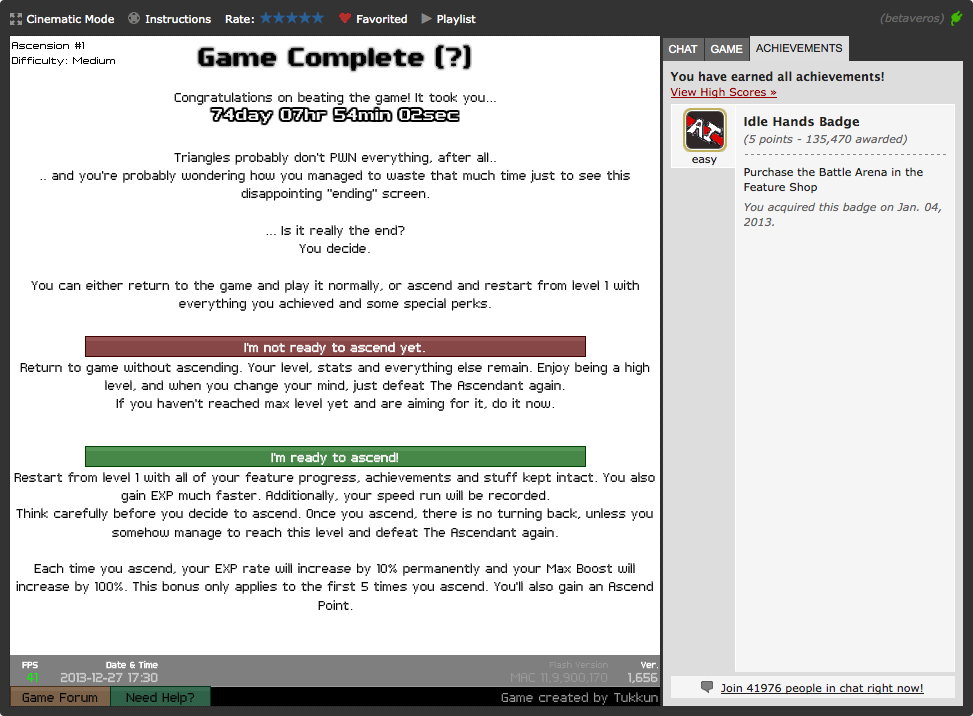 Cinematic Mode Instructions Rate: Favorited Playlist (betaveros)
Ascension #1
Difficulty: Medium
Game Complete (?)
Congratulations on beating the game! It took you...
74day 07hr 54min 02sec
Triangles probably don't PWN everything, after all..
.. and you're probably wondering how you managed to waste that much time just to see this
disappointing "ending" screen.
... Is it really the end?
You decide.
You can either return to the game and play it normally, or ascend and restart from level 1 with
everything you achieved and some special perks.
I'm not ready to ascend yet.
Return to game without ascending. Your level, stats and everything else remain. Enjoy being a high
level, and when you change your mind, just defeat The Ascendant again.
If you haven't reached max level yet and are aiming for it, do it now.
I'm ready to ascend!
Restart from level 1 with all of your feature progress, achievements and stuff kept intact. You also
gain EXP much faster. Additionally, your speed run will be recorded.
Think carefully before you decide to ascend. Once you ascend, there is no turning back, unless you
somehow manage to reach this level and defeat The Ascendant again.
Each time you ascend, your EXP rate will increase by 10% permanently and your Max Boost will
increase by 100%. This bonus only applies to the first 5 times you ascend. You'll also gain an Ascend
Point.
FPS Date & Time Flash Version Ver.
41 2013-12-27 17:30 MAC 11,9,900,170 1,656
Game Forum Need Help? Game created by Tukkun
CHAT GAME ACHIEVEMENTS
You have earned all achievements!
View High Scores »
AI
easy
Idle Hands Badge
(5 points - 135,470 awarded)
Purchase the Battle Arena in the
Feature Shop
You acquired this badge on Jan. 04,
2013.
Join 41976 people in chat right now!